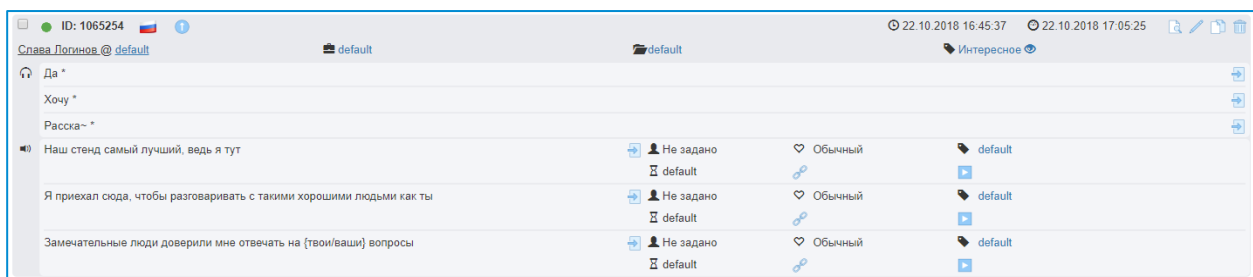 ID: 1065254 22.10.2018 16:45:37 22.10.2018 17:05:25
Слава Логинов @ default default default Интересное
Да *
Хочу *
Расска~ *
Наш стенд самый лучший, ведь я тут Не задано Обычный default
default
Я приехал сюда, чтобы разговаривать с такими хорошими людьми как ты Не задано Обычный default
default
Замечательные люди доверили мне отвечать на {твои/ваши} вопросы Не задано Обычный default
default